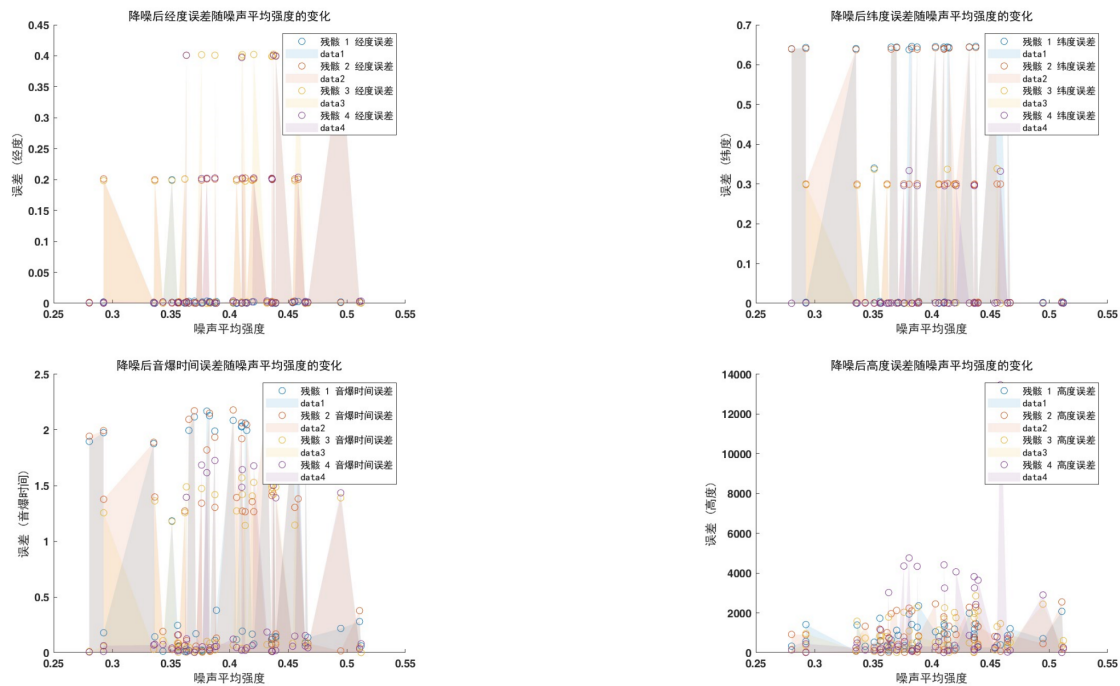 降噪后经度误差随噪声平均强度的变化
误差 (经度)
0.45
0.4
0.35
0.3
0.25
0.2
0.15
0.1
0.05
0
0.25
0.3
0.35
0.4
0.45
0.5
0.55
噪声平均强度
残骸 1 经度误差
data1
残骸 2 经度误差
data2
残骸 3 经度误差
data3
残骸 4 经度误差
data4
降噪后纬度误差随噪声平均强度的变化
误差 (纬度)
0.7
0.6
0.5
0.4
0.3
0.2
0.1
0
0.25
0.3
0.35
0.4
0.45
0.5
0.55
噪声平均强度
残骸 1 纬度误差
data1
残骸 2 纬度误差
data2
残骸 3 纬度误差
data3
残骸 4 纬度误差
data4
降噪后音爆时间误差随噪声平均强度的变化
误差 (音爆时间)
2.5
2
1.5
1
0.5
0
0.25
0.3
0.35
0.4
0.45
0.5
0.55
噪声平均强度
残骸 1 音爆时间误差
data1
残骸 2 音爆时间误差
data2
残骸 3 音爆时间误差
data3
残骸 4 音爆时间误差
data4
降噪后高度误差随噪声平均强度的变化
误差 (高度)
14000
12000
10000
8000
6000
4000
2000
0
0.25
0.3
0.35
0.4
0.45
0.5
0.55
噪声平均强度
残骸 1 高度误差
data1
残骸 2 高度误差
data2
残骸 3 高度误差
data3
残骸 4 高度误差
data4